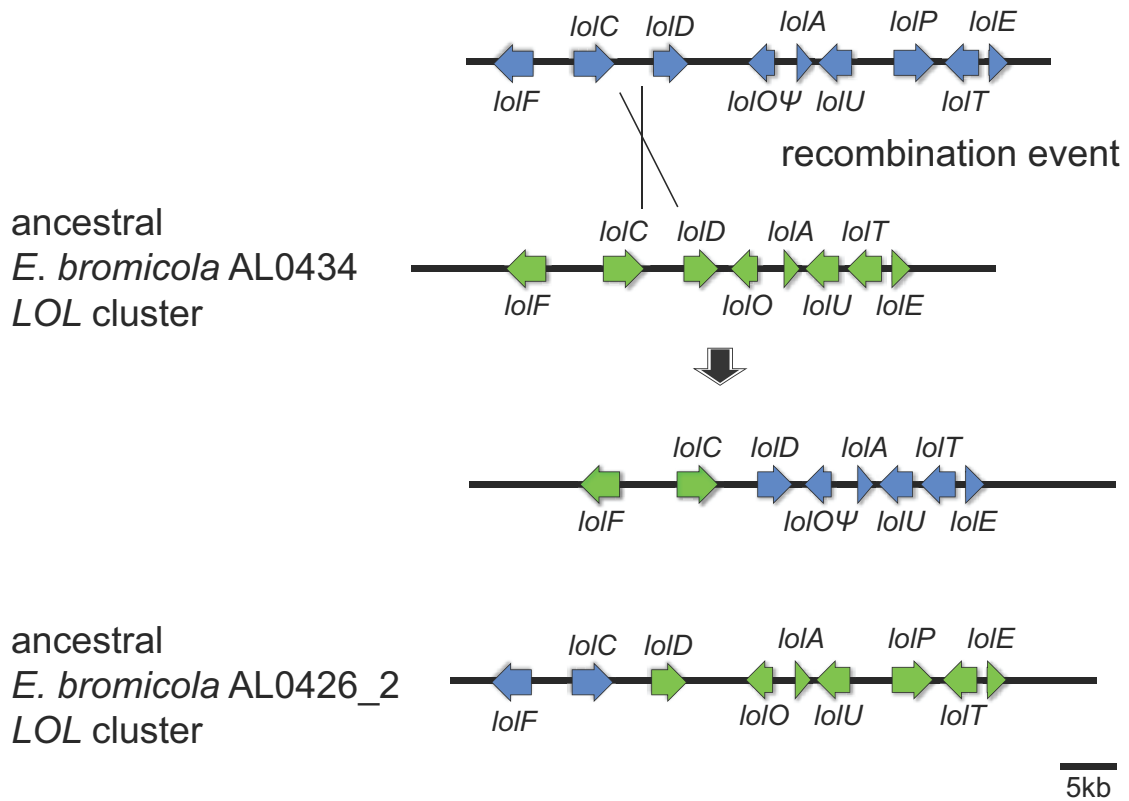 lolC lolD lolA lolP lolE
lolF lolOΨ lolU lolT
recombination event
ancestral
E. bromicola AL0434
LOL cluster
lolC lolD lolA lolT
lolF lolO lolU lolE
lolC lolD lolA lolT
lolF lolOΨ lolU lolE
ancestral
E. bromicola AL0426_2
LOL cluster
lolC lolD lolA lolP lolE
lolF lolO lolU lolT
5kb